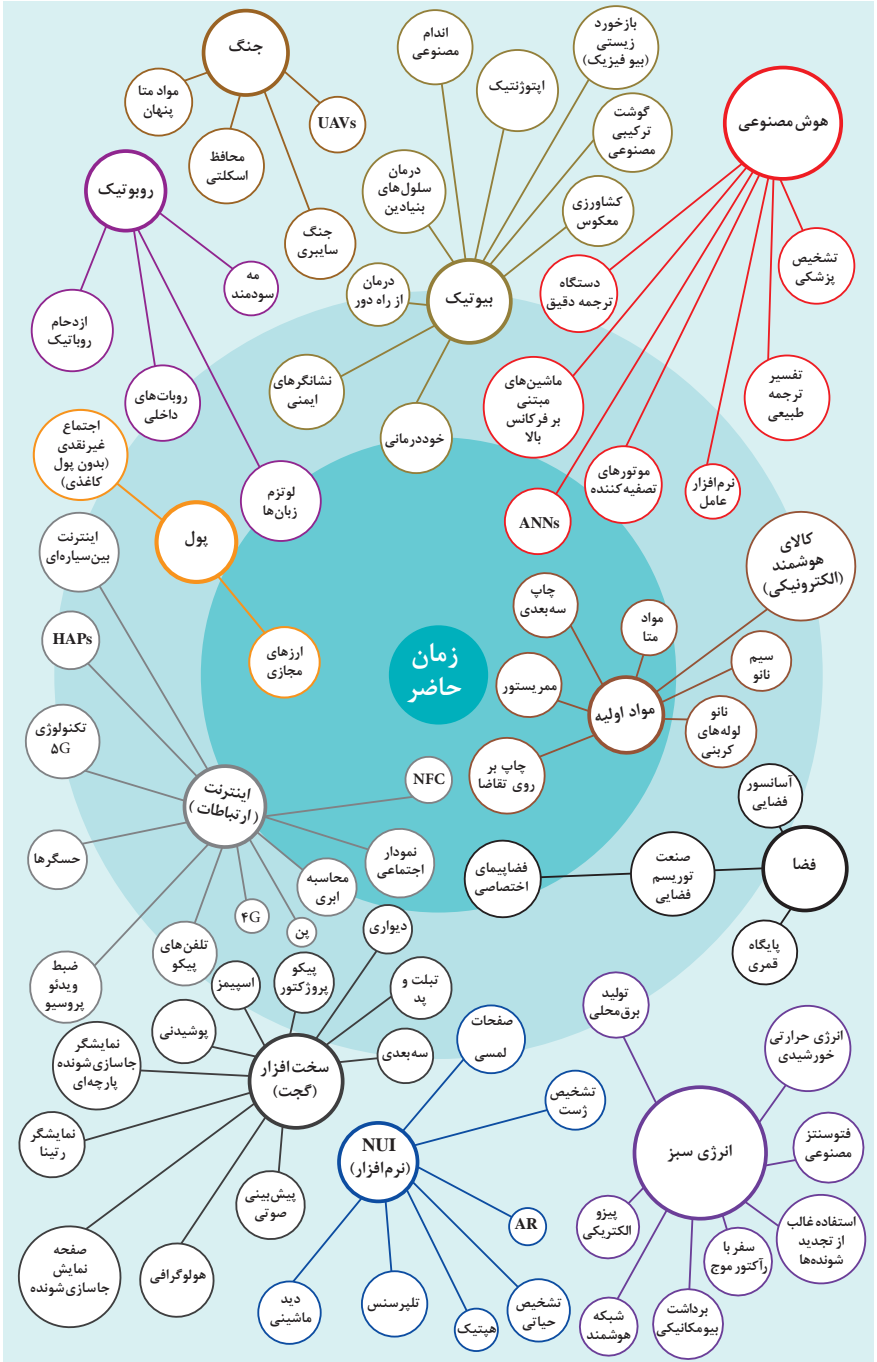 جنگ
مواد متا
پنهان
محافظ
اسکلتی
UAVs
جنگ
سایبری
روبوتیک
مه
سودمند
ازدحام
روباتیک
روبات‌های
داخلی
لوتزم
زبان‌ها
اندام
مصنوعی
بازخورد
زیستی
(بیو فیزیک)
اپتوژنتیک
گوشت
ترکیبی
مصنوعی
درمان
سلول‌های
بنیادین
کشاورزی
معکوس
بیوتیک
درمان
از راه دور
نشانگرهای
ایمنی
خوددرمانی
هوش مصنوعی
تشخیص
پزشکی
دستگاه
ترجمه دقیق
تفسیر
ترجمه
طبیعی
ماشین‌های
مبتنی
بر فرکانس
بالا
موتورهای
تصفیه‌کننده
نرم‌افزار
عامل
ANNs
اجتماع
غیرنقدی
(بدون پول
کاغذی)
پول
ارزهای
مجازی
زمان
حاضر
کالای
هوشمند
(الکترونیکی)
چاپ
سه‌بعدی
مواد
متا
سیم
نانو
ممریستور
مواد اولیه
نانو
لوله‌های
کربنی
چاپ بر
روی تقاضا
اینترنت
بین‌سیاره‌ای
HAPs
تکنولوژی
۵G
اینترنت
(ارتباطات)
NFC
حسگرها
نمودار
اجتماعی
محاسبه
ابری
۴G
پن
تلفن‌های
پیکو
ضبط
ویدئو
پروسیو
آسانسور
فضایی
فضا
صنعت
توریسم
فضایی
فضاپیمای
اختصاصی
پایگاه
قمری
دیواری
پیکو
پروژکتور
اسپیمز
تبلت و
پد
پوشیدنی
سه‌بعدی
نمایشگر
جاسازی‌شونده
پارچه‌ای
سخت‌افزار
(گجت)
نمایشگر
رتینا
پیش‌بینی
صوتی
هولوگرافی
صفحه
نمایش
جاسازی‌شونده
صفحات
لمسی
تشخیص
ژست
NUI
(نرم‌افزار)
AR
تشخیص
حیاتی
هپتیک
تلپرسنس
دید
ماشینی
تولید
برق‌محلی
انرژی حرارتی
خورشیدی
انرژی سبز
فتوسنتز
مصنوعی
استفاده غالب
از تجدید
شونده‌ها
پیزو
الکتریکی
سفر با
رآکتور موج
برداشت
بیومکانیکی
شبکه
هوشمند